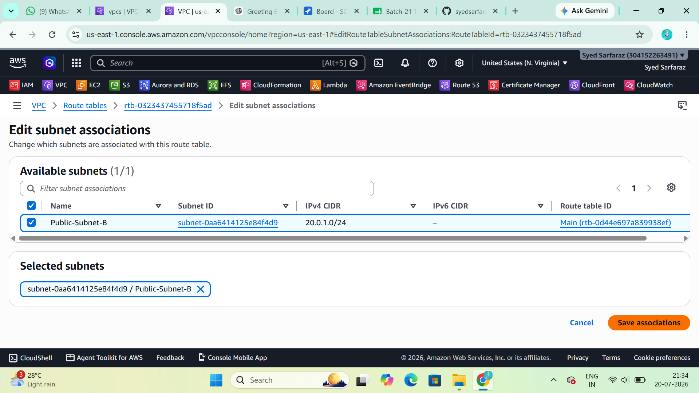 WhatsA
vpcs | VPC
VPC | us-e
Greeting E
Board - S
Batch-21
syedsarfar
Ask Gemini
us-east-1.console.aws.amazon.com/vpcconsole/home?region=us-east-1#EditRouteTableSubnetAssociations:RouteTableId=rtb-0323437455718f5ad
aws
Search
[Alt+S]
United States (N. Virginia)
Syed Sarfaraz (304152263491)
Syed Sarfaraz
IAM
VPC
EC2
S3
Aurora and RDS
EFS
CloudFormation
Lambda
Amazon EventBridge
Route 53
Certificate Manager
CloudFront
CloudWatch
VPC
Route tables
rtb-0323437455718f5ad
Edit subnet associations
Edit subnet associations
Change which subnets are associated with this route table.
Available subnets (1/1)
Filter subnet associations
1
Name
Subnet ID
IPv4 CIDR
IPv6 CIDR
Route table ID
Public-Subnet-B
subnet-0aa6414125e84f4d9
20.0.1.0/24
–
Main (rtb-0d44e697a839938ef)
Selected subnets
subnet-0aa6414125e84f4d9 / Public-Subnet-B
Cancel
Save associations
CloudShell
Agent Toolkit for AWS
Feedback
Console Mobile App
© 2026, Amazon Web Services, Inc. or its affiliates.
Privacy
Terms
Cookie preferences
3
28°C
Light rain
Search
ENG
IN
21:34
20-07-2026